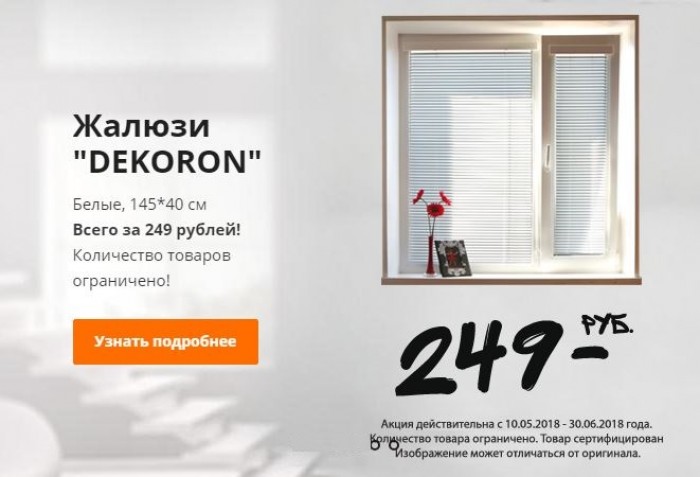 Жалюзи
"DEKORON"
Белые, 145*40 см
Всего за 249 рублей!
Количество товаров
ограничено!
Узнать подробнее
249-
РУБ.
Акция действительна с 10.05.2018 - 30.06.2018 года.
Количество товара ограничено. Товар сертифицирован
Изображение может отличаться от оригинала.